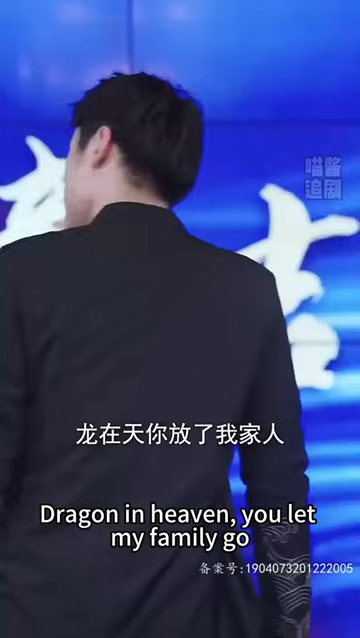 喵酱
追剧
吉
龙在天你放了我家人
Dragon in heaven, you let
my family go
备案号:1904073201222005